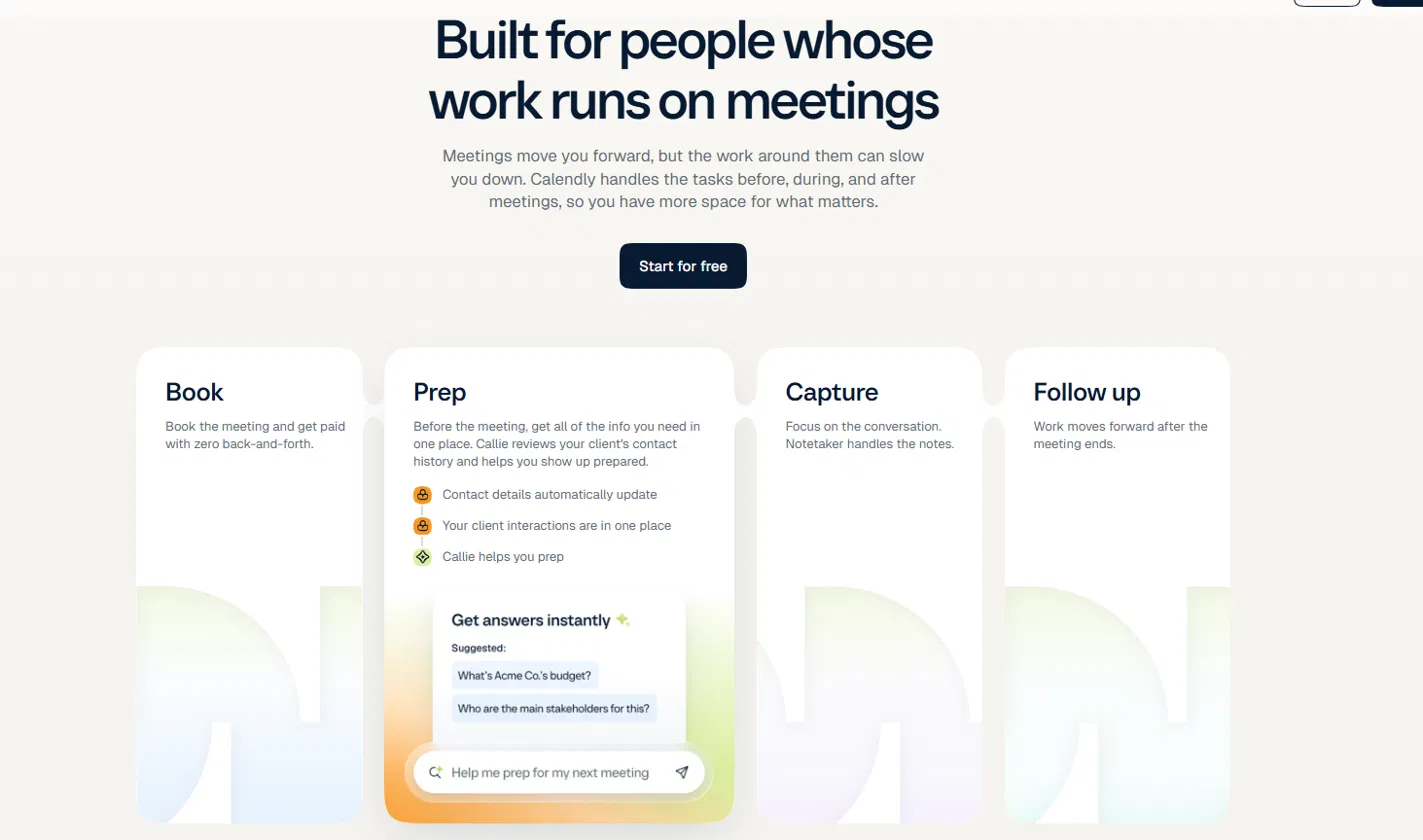 Built for people whose
work runs on meetings
Meetings move you forward, but the work around them can slow
you down. Calendly handles the tasks before, during, and after
meetings, so you have more space for what matters.
Start for free
Book
Book the meeting and get paid
with zero back-and-forth.
Prep
Before the meeting, get all of the info you need in
one place. Callie reviews your client's contact
history and helps you show up prepared.
Contact details automatically update
Your client interactions are in one place
Callie helps you prep
Get answers instantly
Suggested:
What's Acme Co.'s budget?
Who are the main stakeholders for this?
Help me prep for my next meeting
Capture
Focus on the conversation.
Notetaker handles the notes.
Follow up
Work moves forward after the
meeting ends.